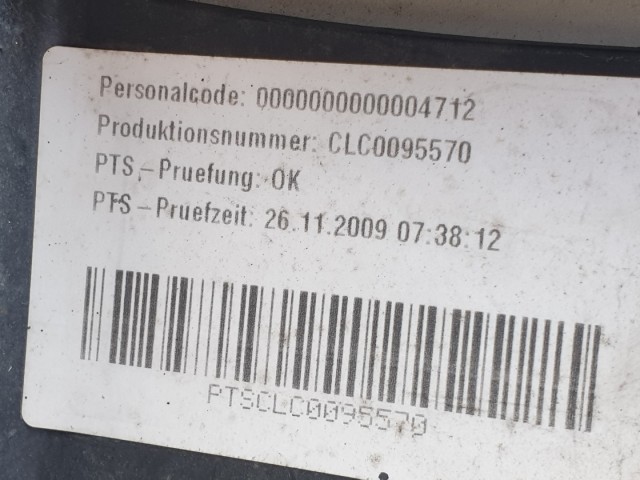 Personalcode: 0000000000004712
Produktionsnummer: CLC0095570
PTS.-Pruefung: OK
PTS-Pruefzeit: 26.11.2009 07:38:12
PTSCLC0095570